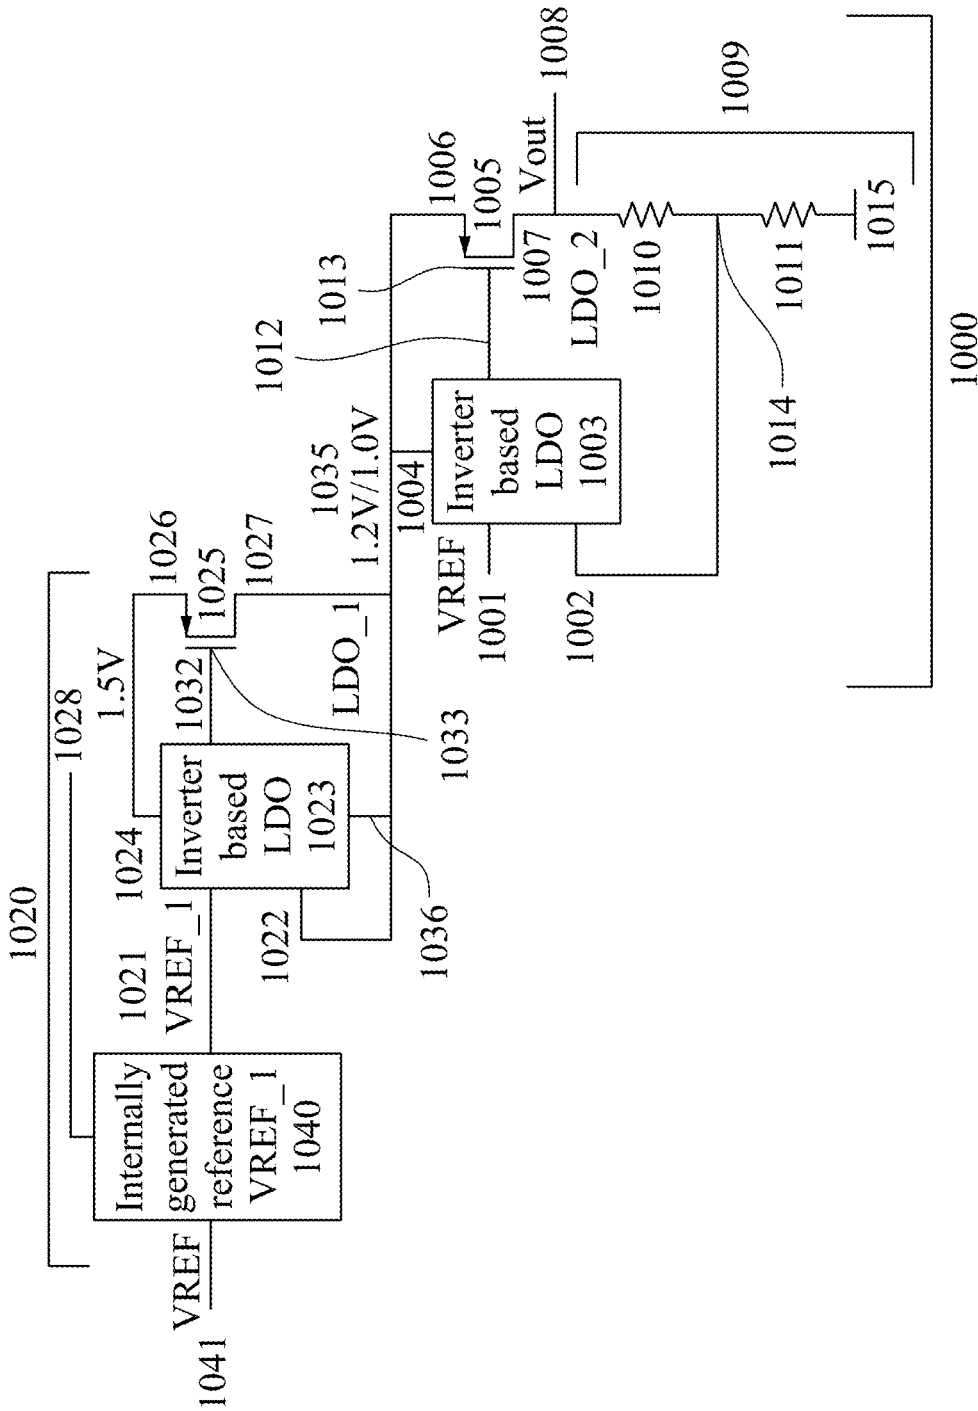 1020
1028
1.5V
1026
1025
1027
1024
1032
Inverter
based
LDO
1023
1021
VREF_1
1022
1033
1036
LDO_1
Internally
generated
reference
VREF_1
1040
VREF
1041
1035
1.2V/1.0V
1004
1012
1013
1006
1005
1007
Vout
1008
LDO_2
Inverter
based
LDO
1003
VREF
1001
1002
1009
1010
1011
1014
1015
1000